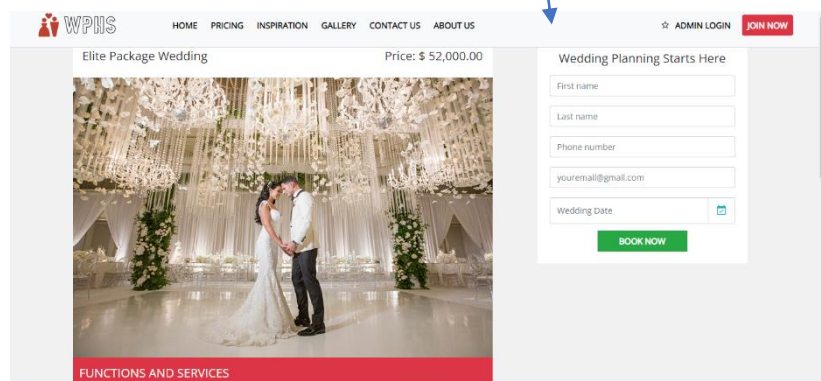 WPHS
HOME PRICING INSPIRATION GALLERY CONTACT US ABOUT US
ADMIN LOGIN
JOIN NOW
Elite Package Wedding
Price: $ 52,000.00
FUNCTIONS AND SERVICES
Wedding Planning Starts Here
First name
Last name
Phone number
youremail@gmail.com
Wedding Date
BOOK NOW